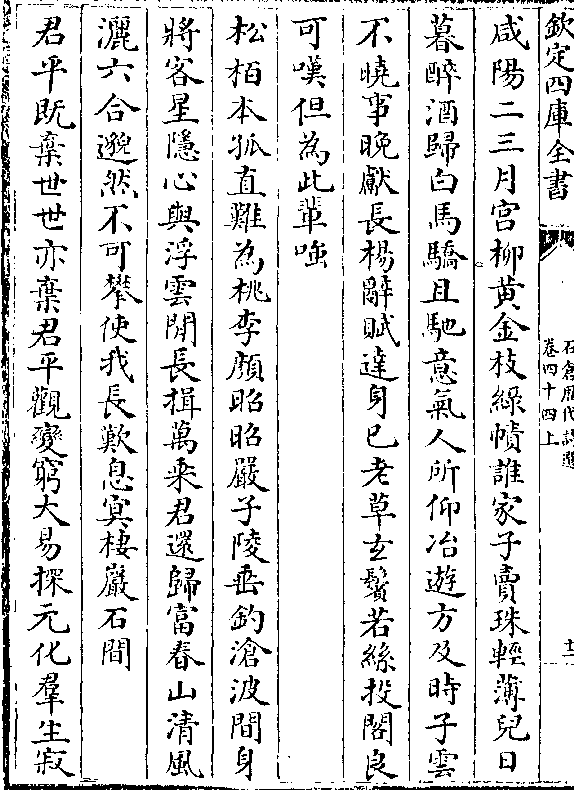 欽定四庫全書
石倉歷代詩選
卷四十四上
十二
咸陽二三月宫柳黄金枝綠幘誰家子賣珠輕薄兒日
暮醉酒歸白馬驕且馳意氣人所仰冶遊方及時子雲
不曉事晚獻長楊辭賦達身已老草玄鬢若絲投閣良
可嘆但為此輩嗤
松栢本孤直難為桃李顔昭昭嚴子陵垂釣滄波間身
將客星隱心與浮雲閒長揖萬乘君還歸富春山清風
灑六合邈然不可攀使我長歎息冥棲巖石間
君平既棄世世亦棄君平觀變窮大易探元化羣生寂